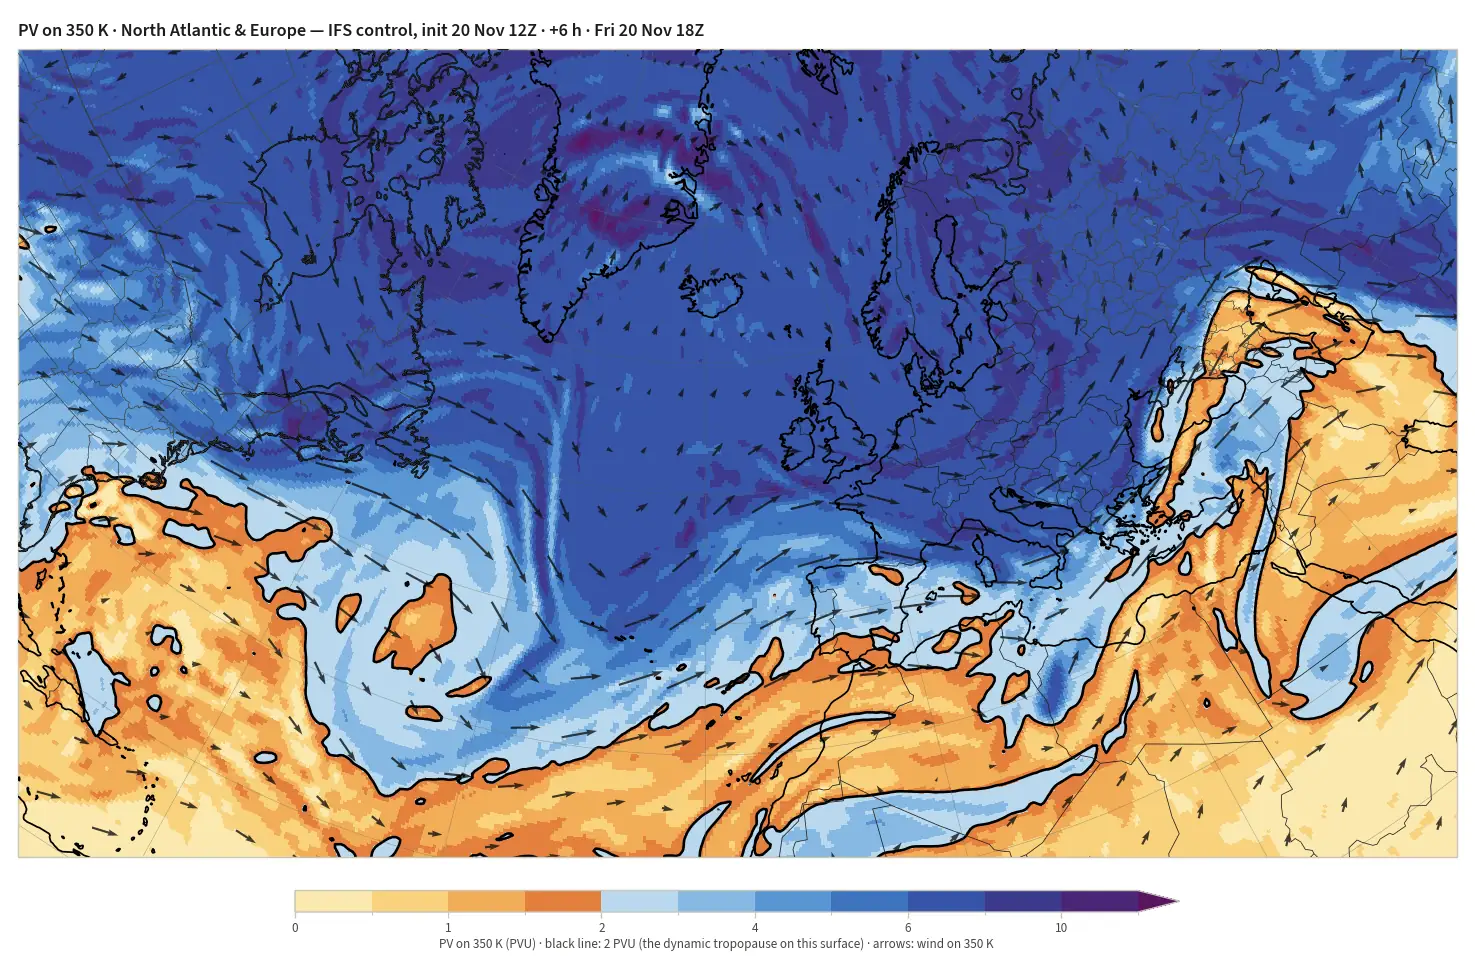 PV on 350 K · North Atlantic & Europe — IFS control, init 20 Nov 12Z · +6 h · Fri 20 Nov 18Z
0 1 2 4 6 10
PV on 350 K (PVU) · black line: 2 PVU (the dynamic tropopause on this surface) · arrows: wind on 350 K